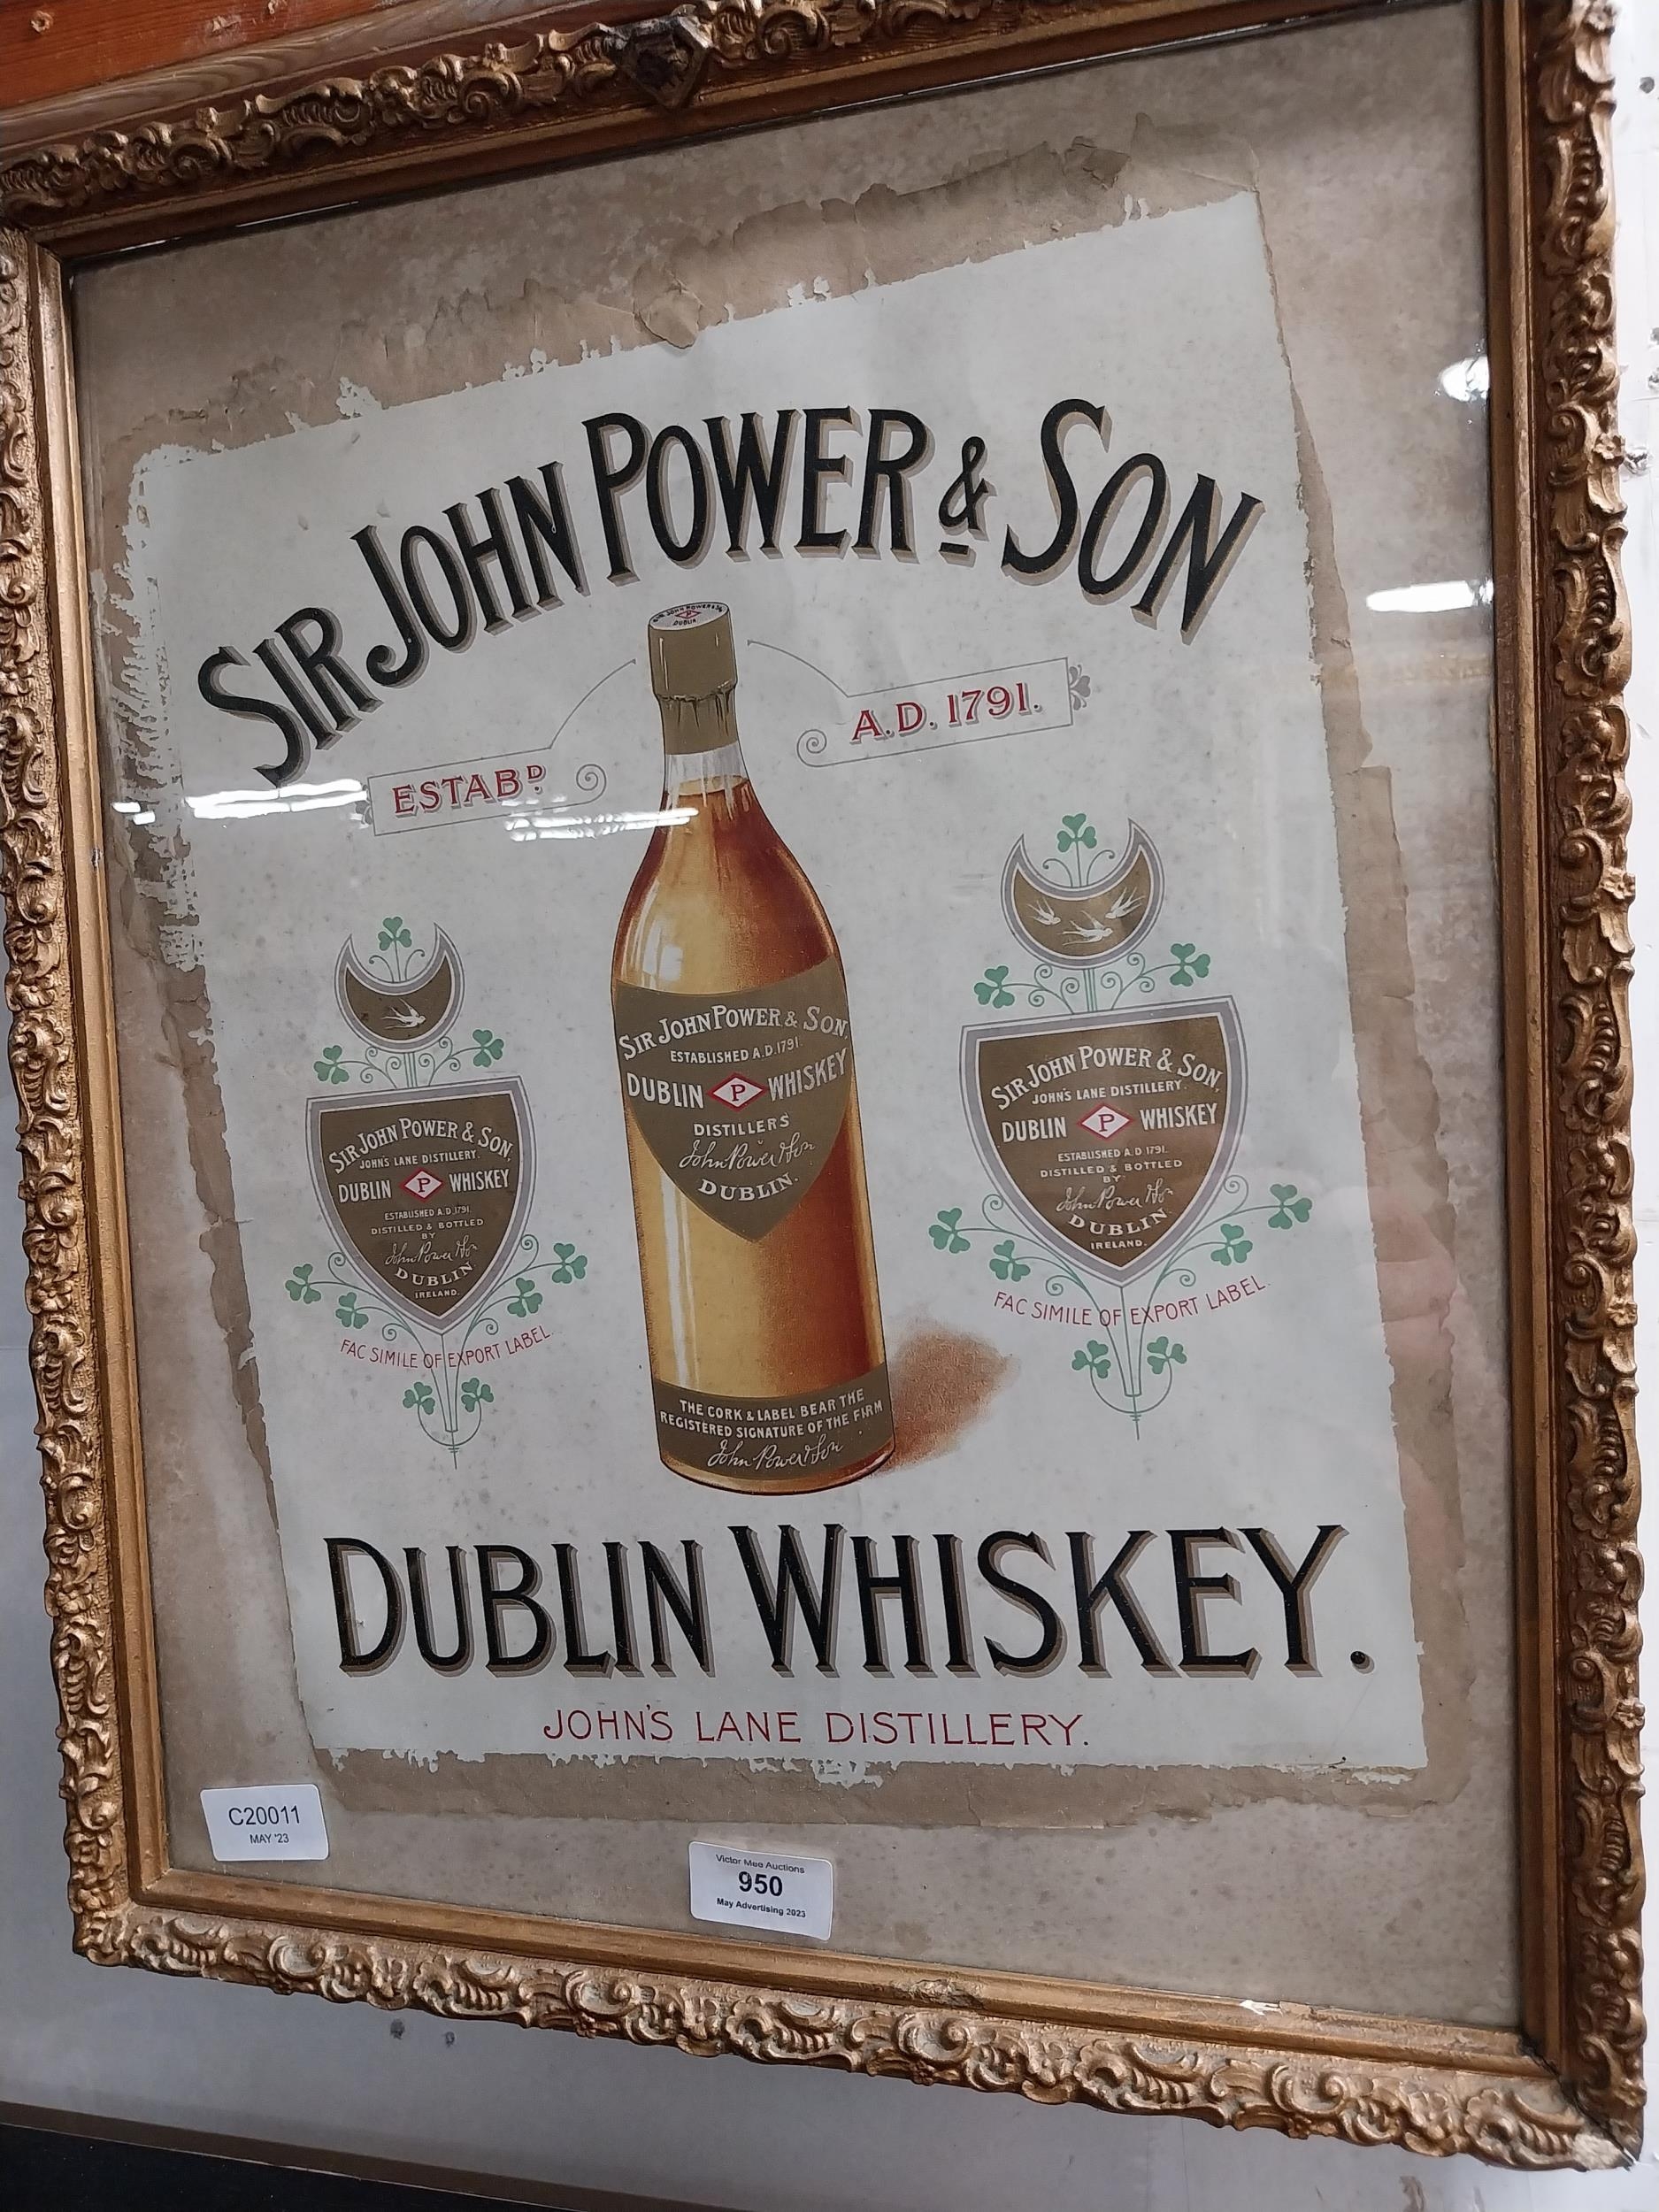 SIR JOHN POWER & SON
SIR JOHN POWER & SON
P
DUBLIN
ESTABD
A.D. 1791.
SIR JOHN POWER & SON,
ESTABLISHED A.D. 1791.
DUBLIN P WHISKEY
DISTILLERS
John Power & Son
DUBLIN.
THE CORK & LABEL BEAR THE
REGISTERED SIGNATURE OF THE FIRM
John Power & Son
SIR JOHN POWER & SON,
JOHN'S LANE DISTILLERY.
DUBLIN P WHISKEY
ESTABLISHED A.D. 1791.
DISTILLED & BOTTLED
BY
John Power & Son
DUBLIN
IRELAND.
FAC SIMILE OF EXPORT LABEL.
SIR JOHN POWER & SON,
JOHN'S LANE DISTILLERY.
DUBLIN P WHISKEY
ESTABLISHED A.D 1791.
DISTILLED & BOTTLED
BY
John Power & Son
DUBLIN
IRELAND.
FAC SIMILE OF EXPORT LABEL.
DUBLIN WHISKEY.
JOHN'S LANE DISTILLERY.
C20011
MAY '23
Victor Mee Auctions
950
May Advertising 2023